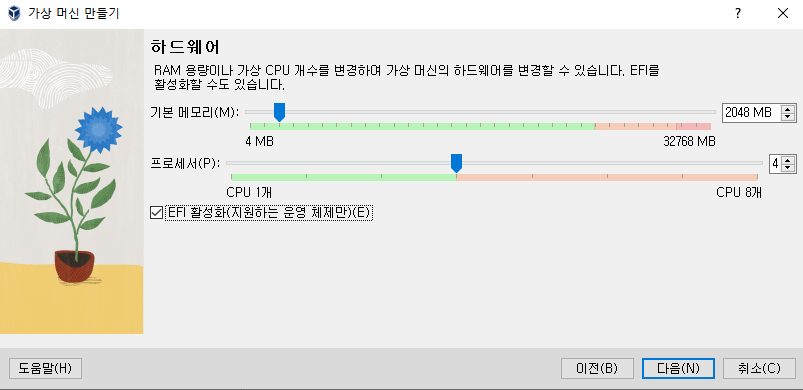 가상 머신 만들기
하드웨어
RAM 용량이나 가상 CPU 개수를 변경하여 가상 머신의 하드웨어를 변경할 수 있습니다. EFI를
활성화할 수도 있습니다.
기본 메모리(M):
2048 MB
4 MB
32768 MB
프로세서(P):
4
CPU 1개
CPU 8개
EFI 활성화(지원하는 운영 체제만)(E)
도움말(H)
이전(B)
다음(N)
취소(C)